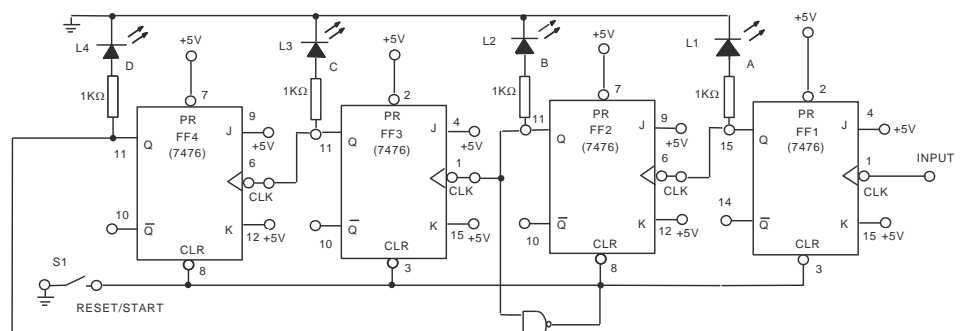 +5V
L4
D
1KΩ
+5V
L3
C
1KΩ
+5V
L2
B
1KΩ
+5V
L1
A
1KΩ
7
PR
FF4
(7476)
Q
11
J
9
+5V
6
CLK
10
Q̅
K
12
+5V
CLR
8
2
PR
FF3
(7476)
Q
11
J
4
+5V
1
CLK
10
Q̅
K
15
+5V
CLR
3
7
PR
FF2
(7476)
Q
11
J
9
+5V
6
CLK
10
Q̅
K
12
+5V
CLR
8
2
PR
FF1
(7476)
Q
15
J
4
+5V
1
CLK
INPUT
14
Q̅
K
15
+5V
CLR
3
S1
RESET/START